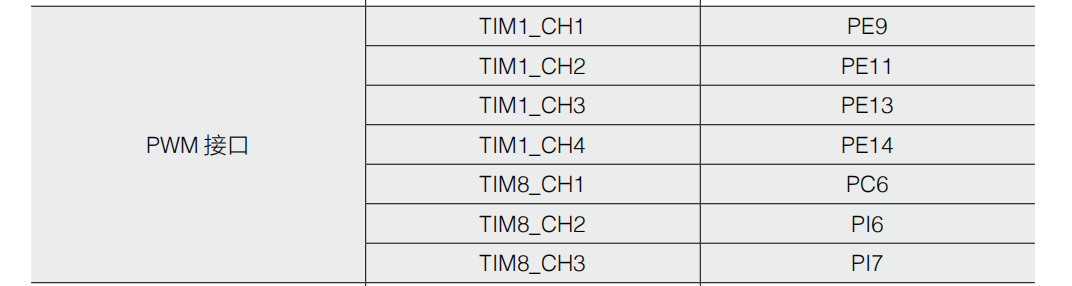 TIM1_CH1 PE9
TIM1_CH2 PE11
TIM1_CH3 PE13
PWM 接口 TIM1_CH4 PE14
TIM8_CH1 PC6
TIM8_CH2 PI6
TIM8_CH3 PI7